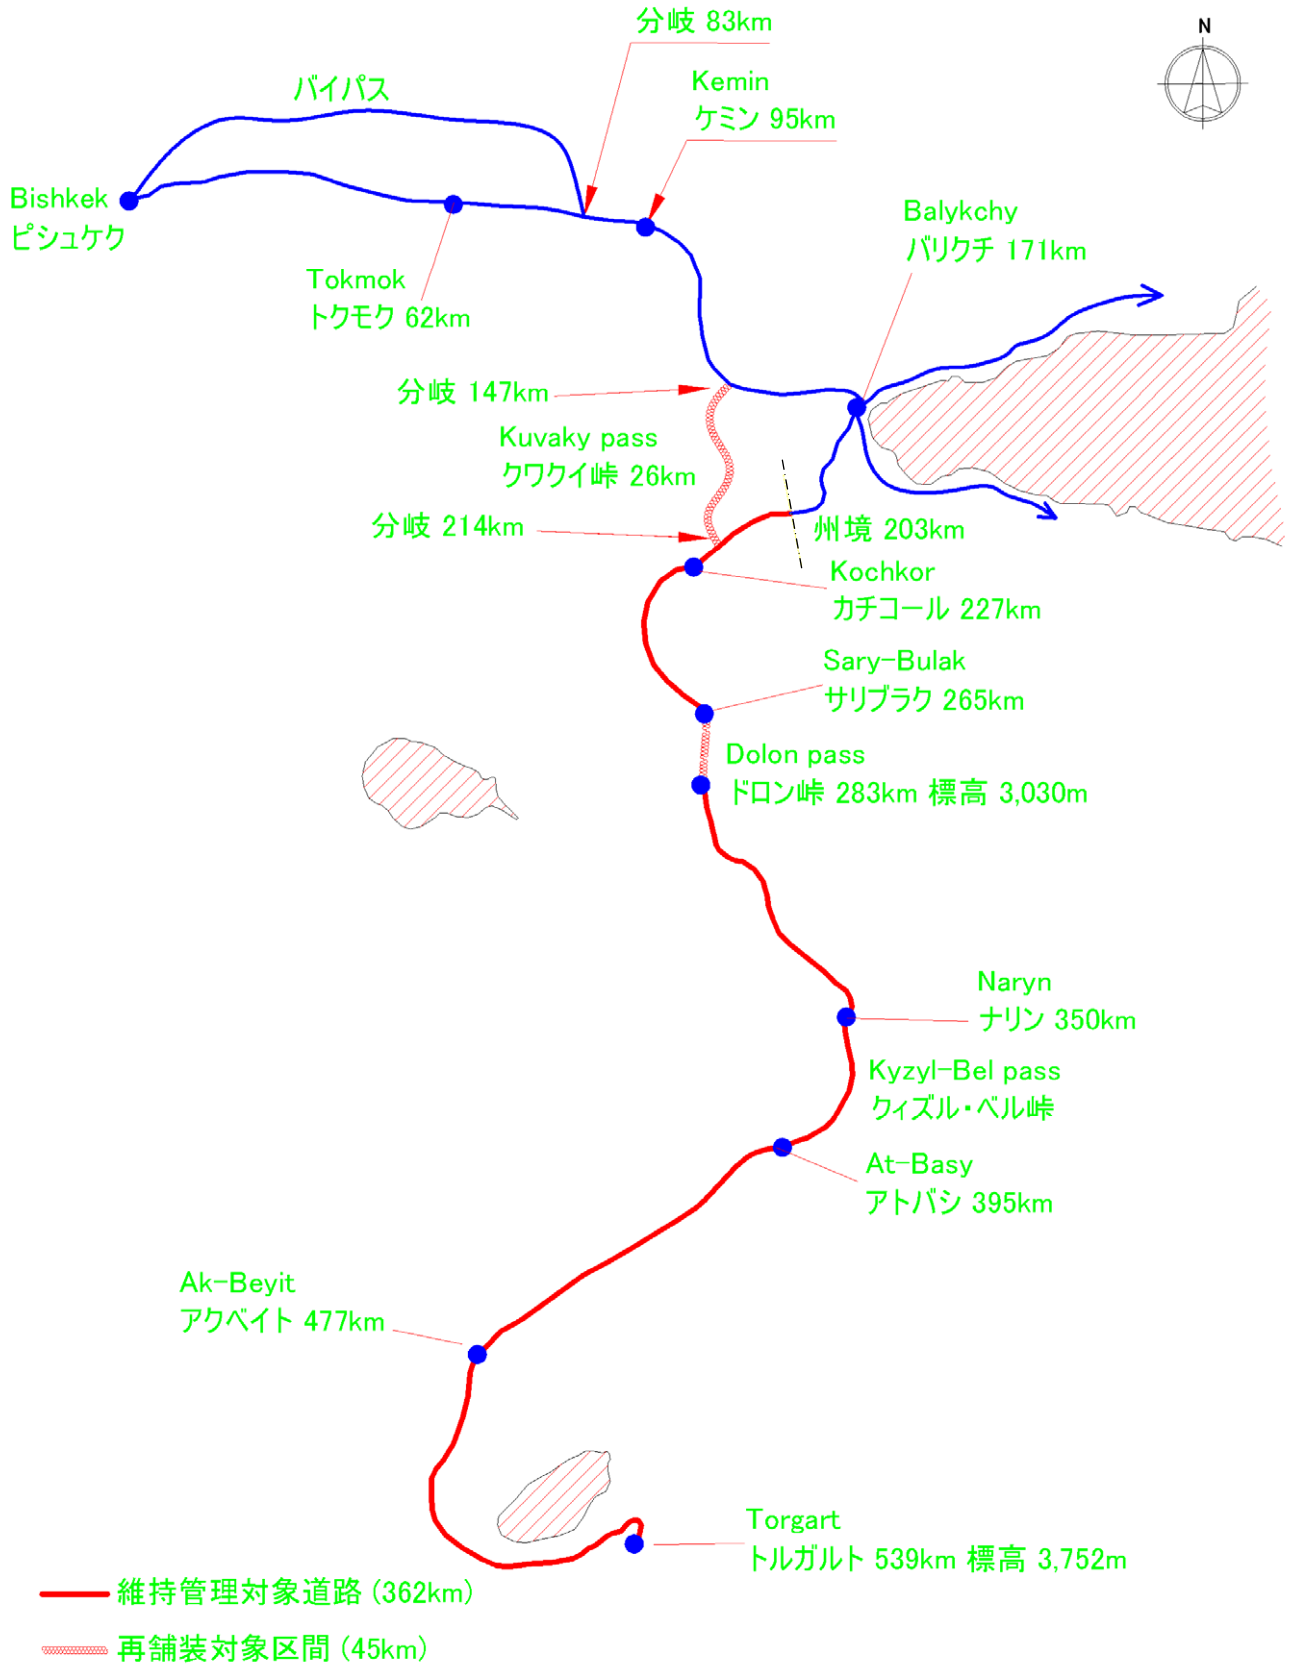 分岐 83km
N
Kemin
ケミン 95km
バイパス
Bishkek
ピシュケク
Balykchy
バリクチ 171km
Tokmok
トクモク 62km
分岐 147km
Kuvaky pass
クワクイ峠 26km
分岐 214km
州境 203km
Kochkor
カチコール 227km
Sary-Bulak
サリブラク 265km
Dolon pass
ドロン峠 283km 標高 3,030m
Naryn
ナリン 350km
Kyzyl-Bel pass
クィズル・ベル峠
At-Basy
アトバシ 395km
Ak-Beyit
アクベイト 477km
Torgart
トルガルト 539km 標高 3,752m
維持管理対象道路 (362km)
再舗装対象区間 (45km)